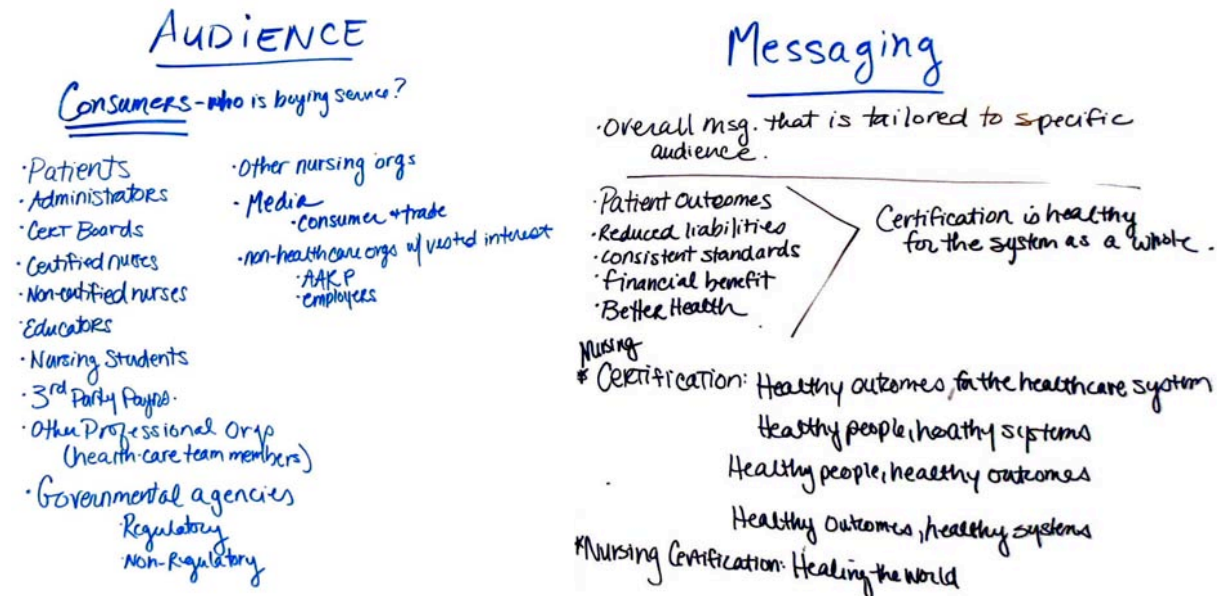 AUDIENCE
Consumers - who is buying service?
·Patients
·Administrators
·CERT Boards
·Certified nurses
·Non-certified nurses
·Educators
·Nursing Students
·3rd Party Payors.
·Other Professional Orgs
(health-care team members)
·Governmental agencies
·Regulatory
·Non-Regulatory
·Other nursing orgs
·Media
·consumer + trade
·non-healthcare orgs w/ vested interest
·AAKP
·employers
Messaging
·Overall msg. that is tailored to specific
audience.
·Patient Outcomes
·Reduced liabilities
·consistent standards
·financial benefit
·Better Health
Certification is healthy
for the system as a whole.
Nursing
* Certification: Healthy outcomes, for the healthcare system
Healthy people, heathy systems
Healthy people, healthy outcomes
Healthy Outcomes, healthy systems
*Nursing Certification: Healing the world